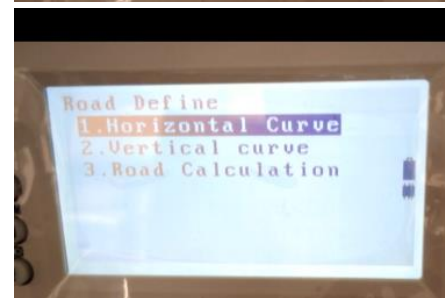 Road Define
1.Horizontal Curve
2.Vertical curve
3.Road Calculation